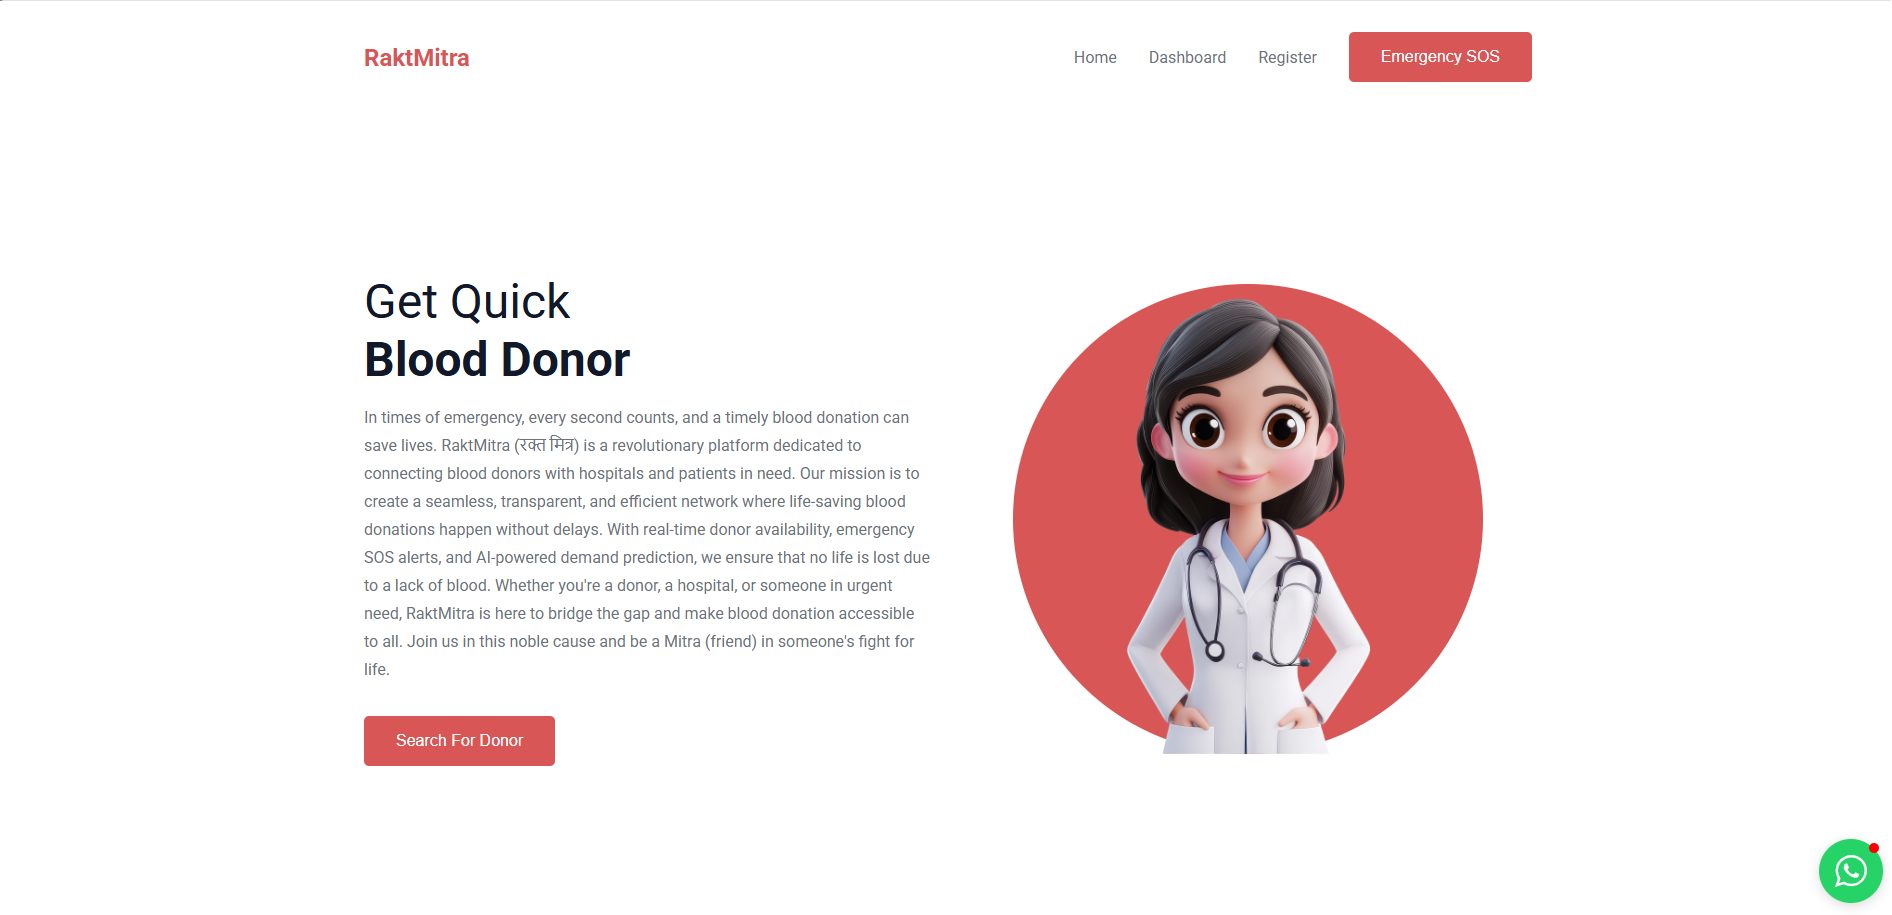 RaktMitra
Home
Dashboard
Register
Emergency SOS
Get Quick
Blood Donor
In times of emergency, every second counts, and a timely blood donation can
save lives. RaktMitra (रक्त मित्र) is a revolutionary platform dedicated to
connecting blood donors with hospitals and patients in need. Our mission is to
create a seamless, transparent, and efficient network where life-saving blood
donations happen without delays. With real-time donor availability, emergency
SOS alerts, and AI-powered demand prediction, we ensure that no life is lost due
to a lack of blood. Whether you're a donor, a hospital, or someone in urgent
need, RaktMitra is here to bridge the gap and make blood donation accessible
to all. Join us in this noble cause and be a Mitra (friend) in someone's fight for
life.
Search For Donor